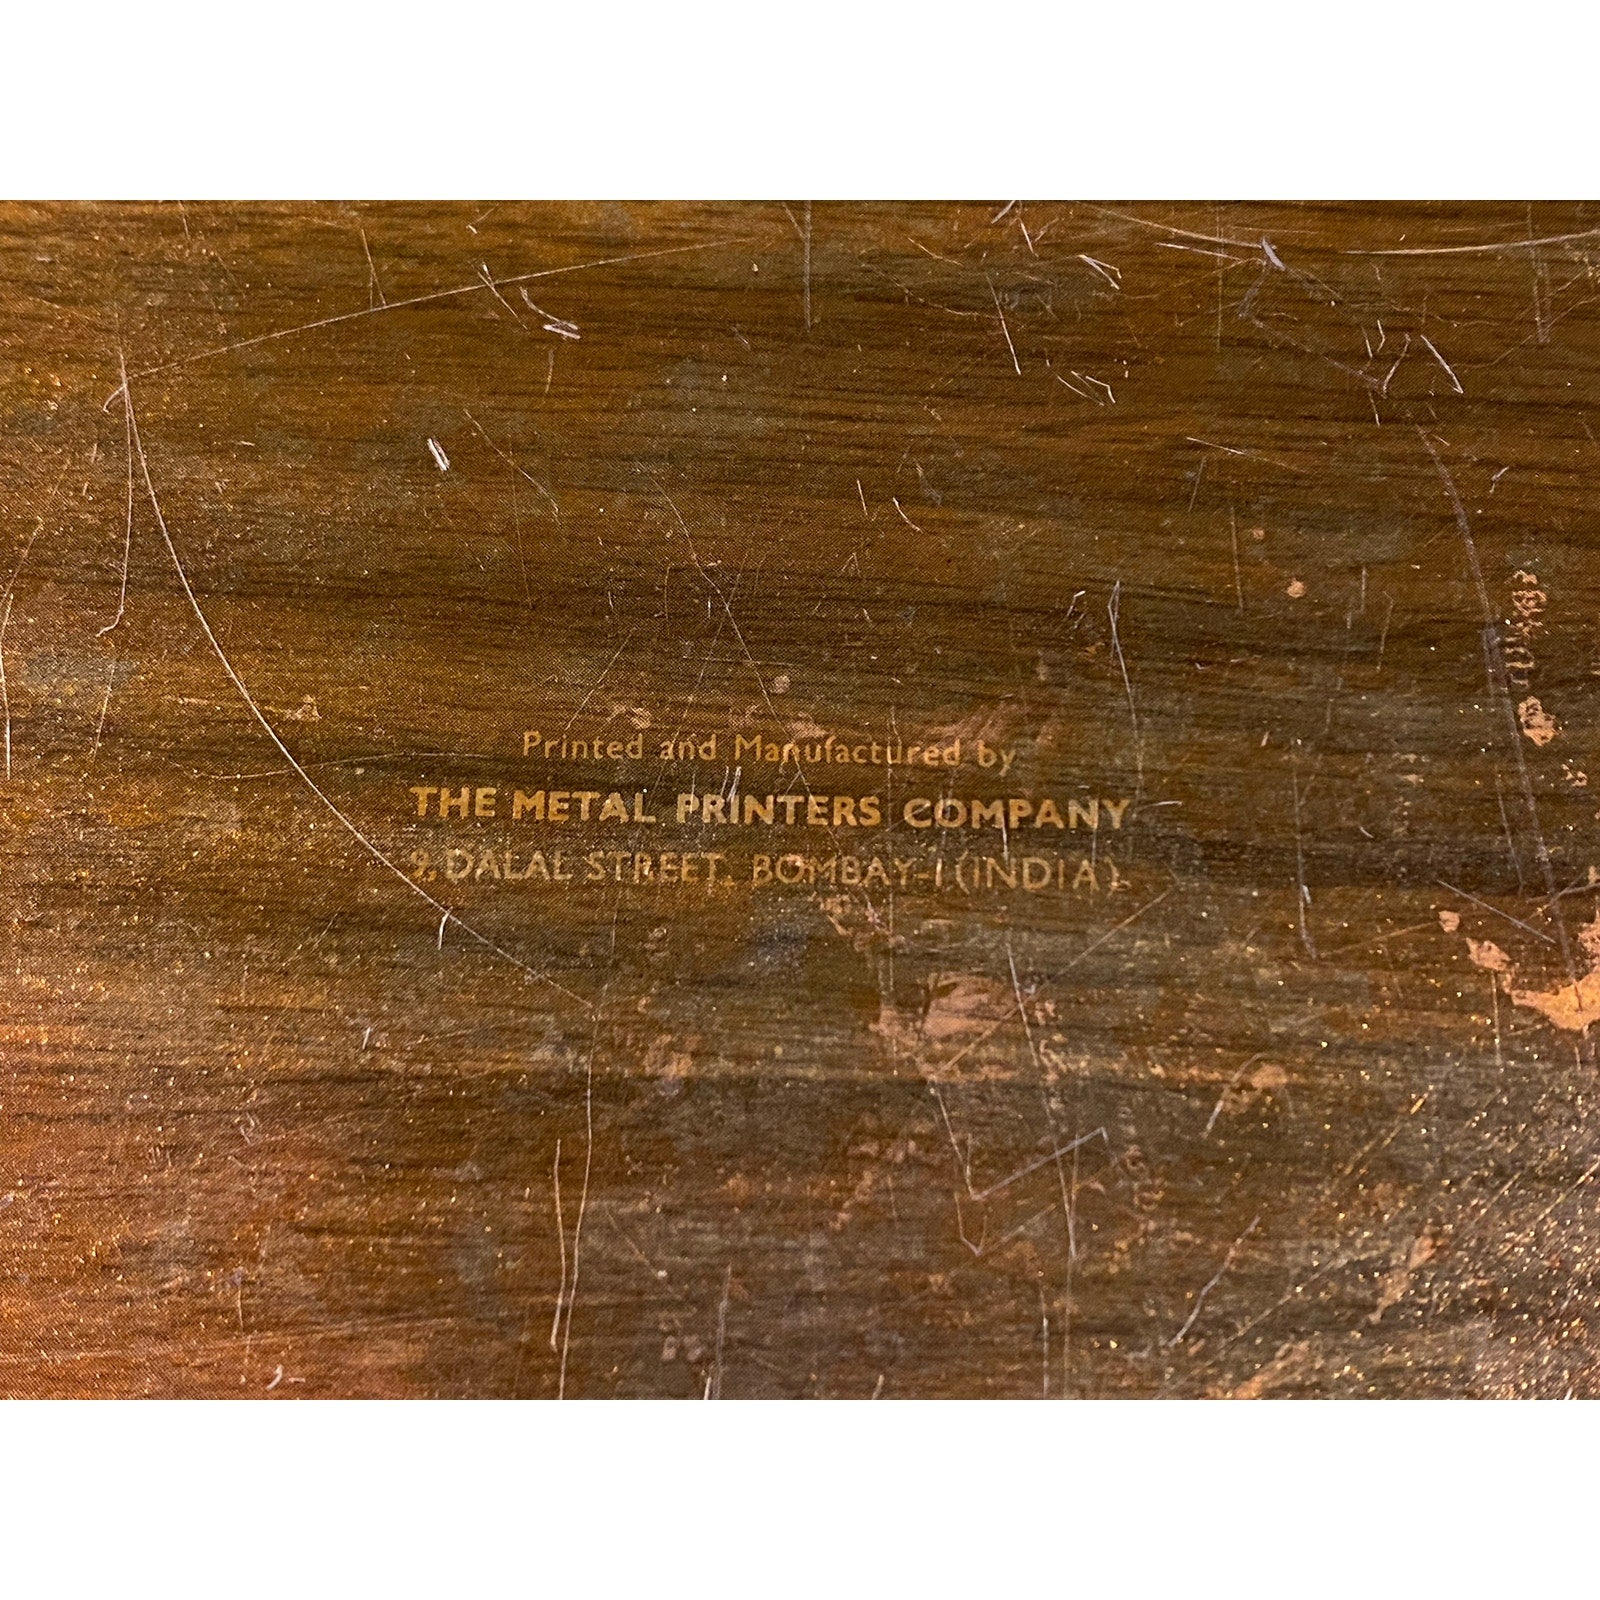 Printed and Manufactured by
THE METAL PRINTERS COMPANY
9, DALAL STREET, BOMBAY-1 (INDIA).